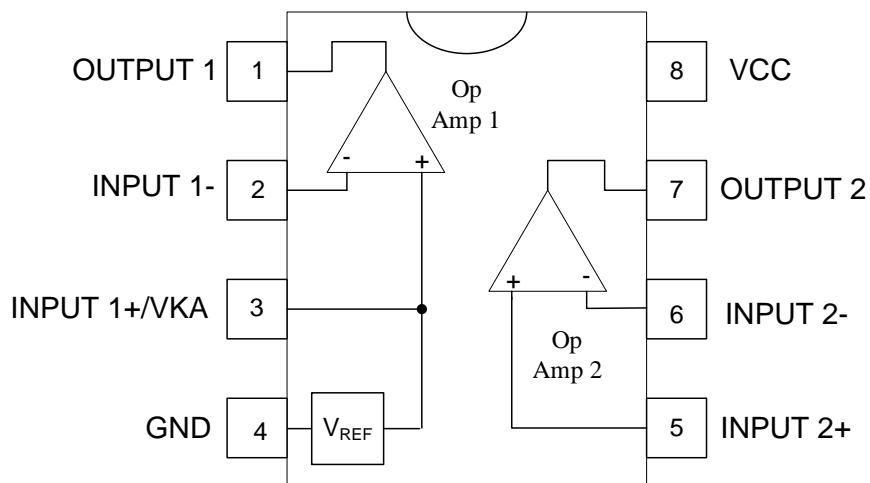 OUTPUT 1
1
INPUT 1-
2
INPUT 1+/VKA
3
GND
4
VREF
-
+
Op
Amp 1
8
VCC
7
OUTPUT 2
+
-
6
INPUT 2-
Op
Amp 2
5
INPUT 2+